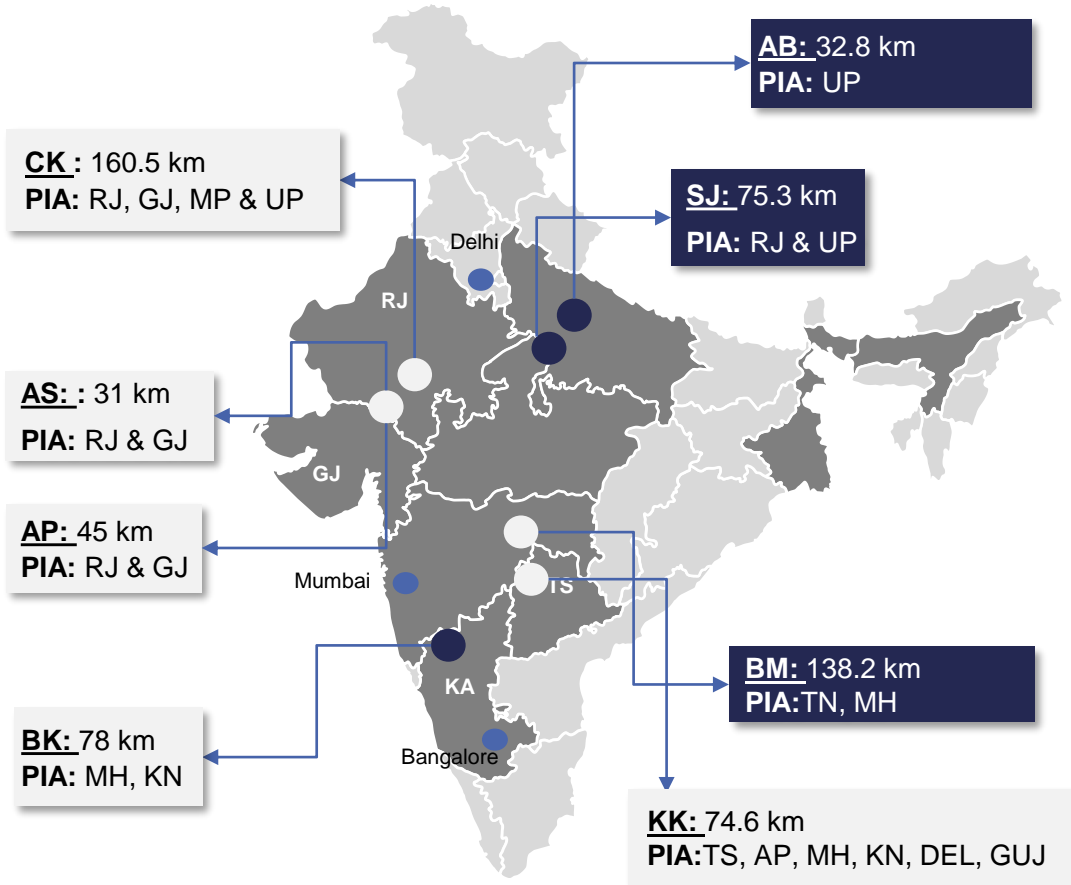 AB: 32.8 km
PIA: UP
CK : 160.5 km
PIA: RJ, GJ, MP & UP
SJ: 75.3 km
PIA: RJ & UP
Delhi
RJ
AS: : 31 km
PIA: RJ & GJ
GJ
AP: 45 km
PIA: RJ & GJ
Mumbai
TS
BM: 138.2 km
PIA:TN, MH
KA
BK: 78 km
PIA: MH, KN
Bangalore
KK: 74.6 km
PIA:TS, AP, MH, KN, DEL, GUJ